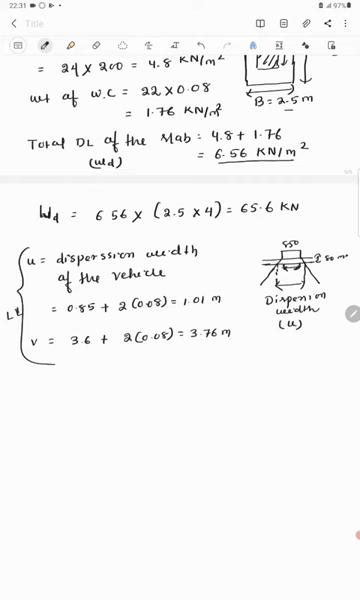 22:31
97%
= 24 X 200 = 4.8 KN/m²
wt of W.C = 22 X 0.08
= 1.76 KN/m²
B = 2.5 m
Total DL of the slab = 4.8 + 1.76
(wd) = 6.56 KN/m²
Wd = 6 56 X (2.5 x 4) = 65.6 KN
u = disperssion width
of the vehicle
= 0.85 + 2 (0.08) = 1.01 m
v = 3.6 + 2(0.08) = 3.76 m
850
80 m
Dispersion
width
(u)